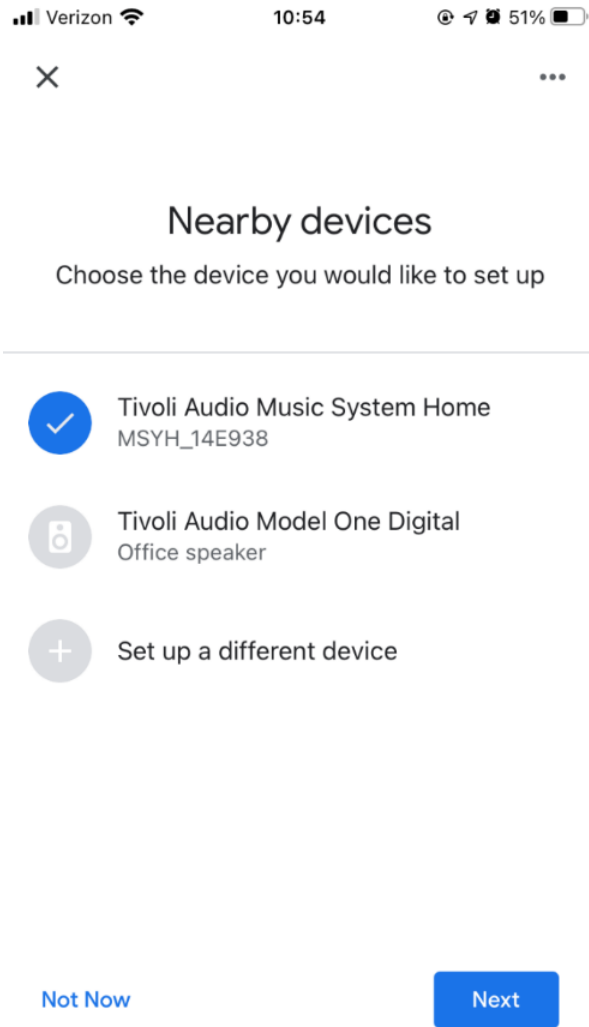 Verizon 10:54 51%
Nearby devices
Choose the device you would like to set up
Tivoli Audio Music System Home
MSYH_14E938
Tivoli Audio Model One Digital
Office speaker
Set up a different device
Not Now Next